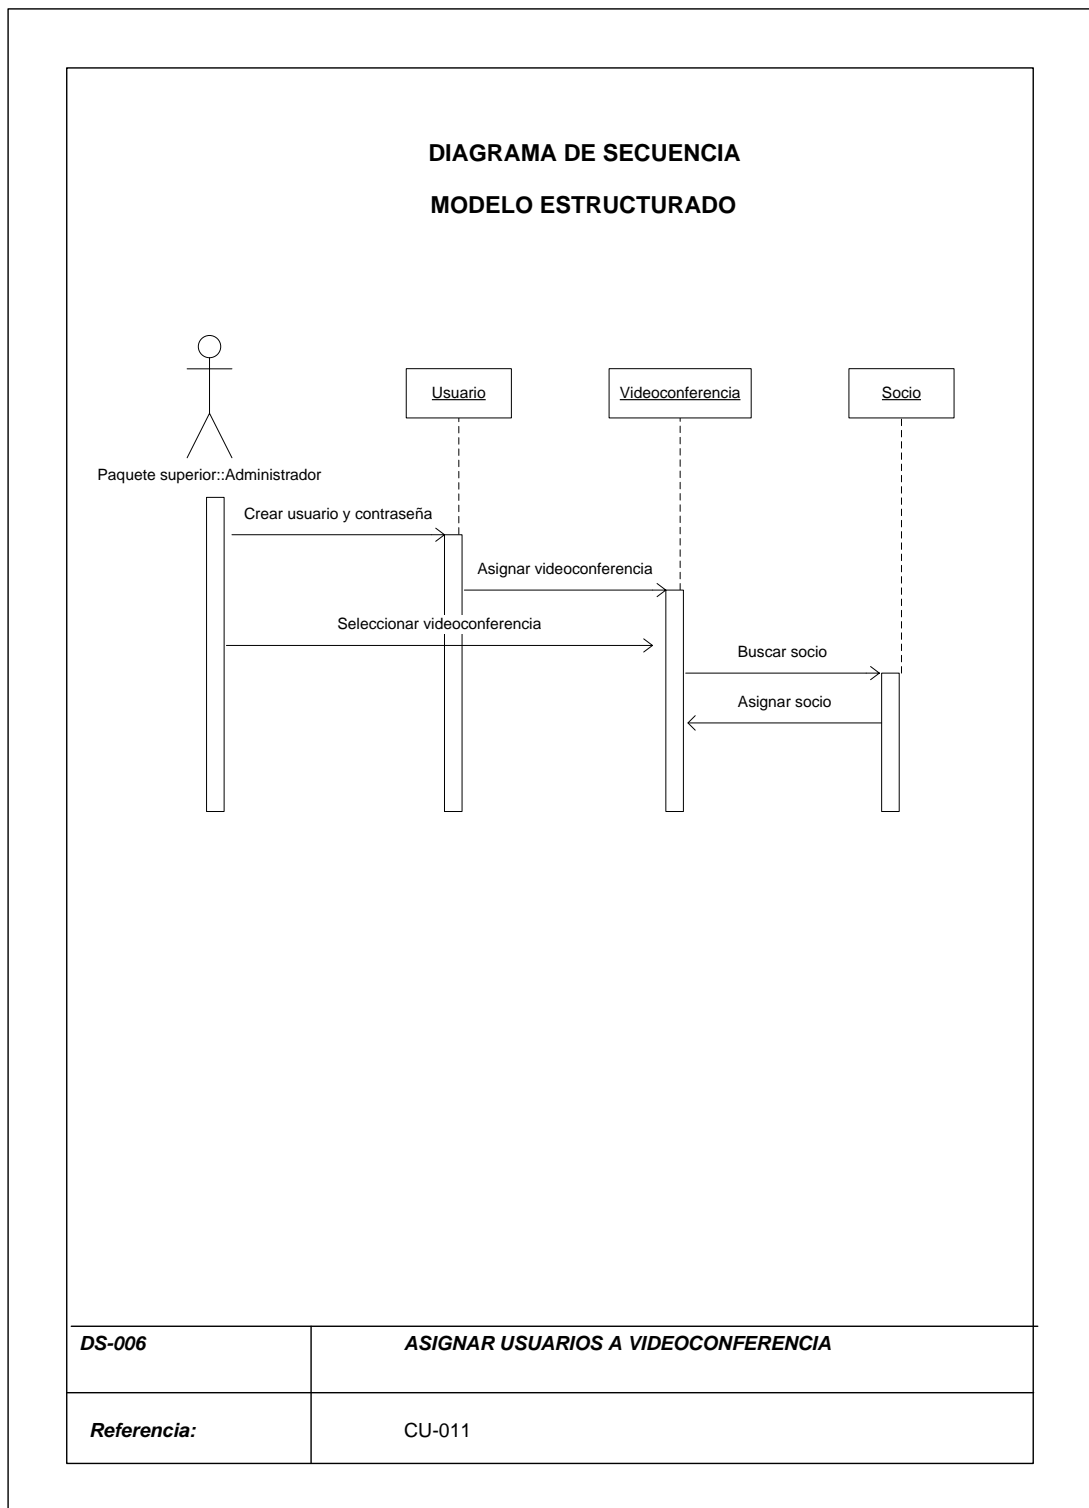 DIAGRAMA DE SECUENCIA
MODELO ESTRUCTURADO
Usuario
Videoconferencia
Socio
Paquete superior::Administrador
Crear usuario y contraseña
Asignar videoconferencia
Seleccionar videoconferencia
Buscar socio
Asignar socio
DS-006
ASIGNAR USUARIOS A VIDEOCONFERENCIA
Referencia:
CU-011